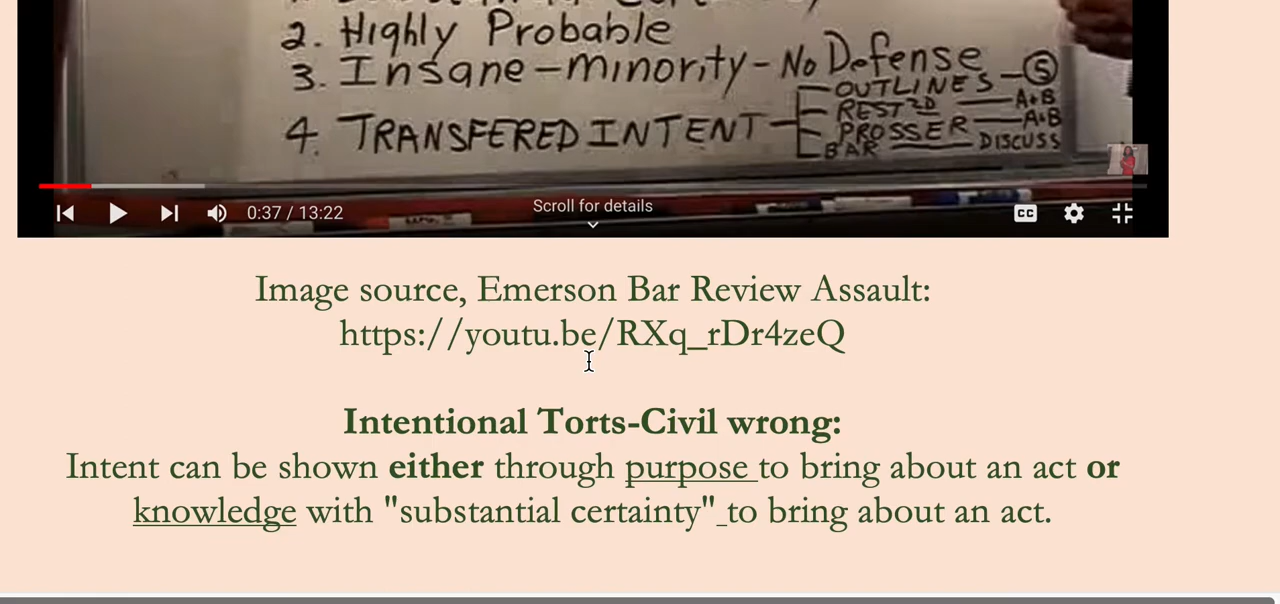 2. Highly Probable
3. Insane-minority-No Defense
4. TRANSFERED INTENT
OUTLINES - 5
REST 2D - A+B
PROSSER - A+B
BAR DISCUSS
0:37 / 13:22
Scroll for details
CC
Image source, Emerson Bar Review Assault:
https://youtu.be/RXq_rDr4zeQ
Intentional Torts-Civil wrong:
Intent can be shown either through purpose to bring about an act or
knowledge with "substantial certainty" to bring about an act.